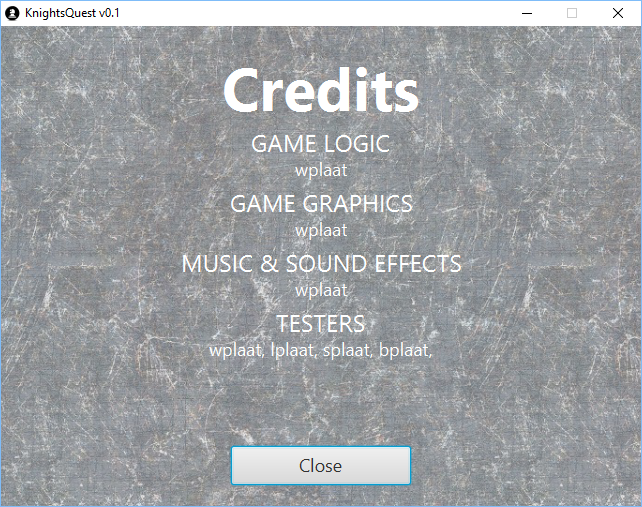 KnightsQuest v0.1
Credits
GAME LOGIC
wplaat
GAME GRAPHICS
wplaat
MUSIC & SOUND EFFECTS
wplaat
TESTERS
wplaat, lplaat, splaat, bplaat,
Close